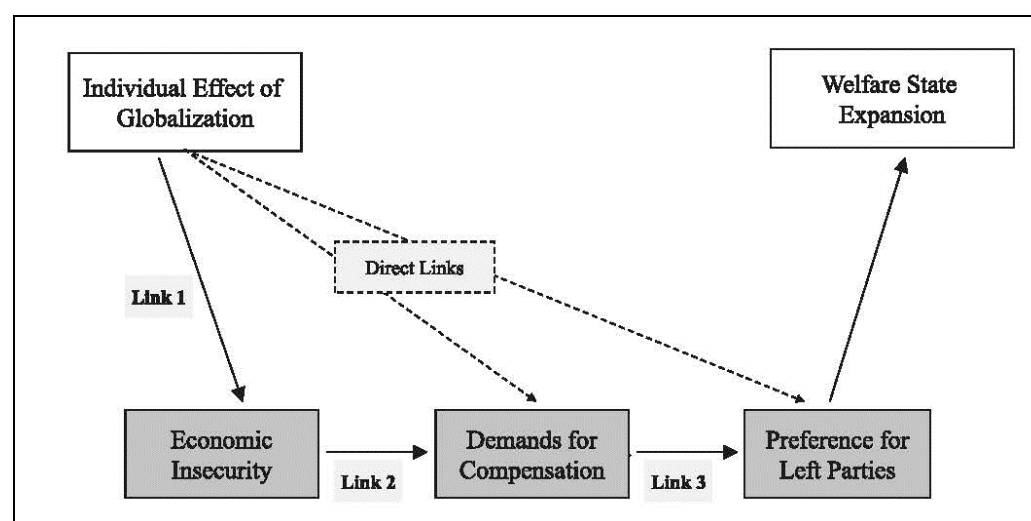 Individual Effect of
Globalization
Welfare State
Expansion
Direct Links
Link 1
Economic
Insecurity
Link 2
Demands for
Compensation
Link 3
Preference for
Left Parties